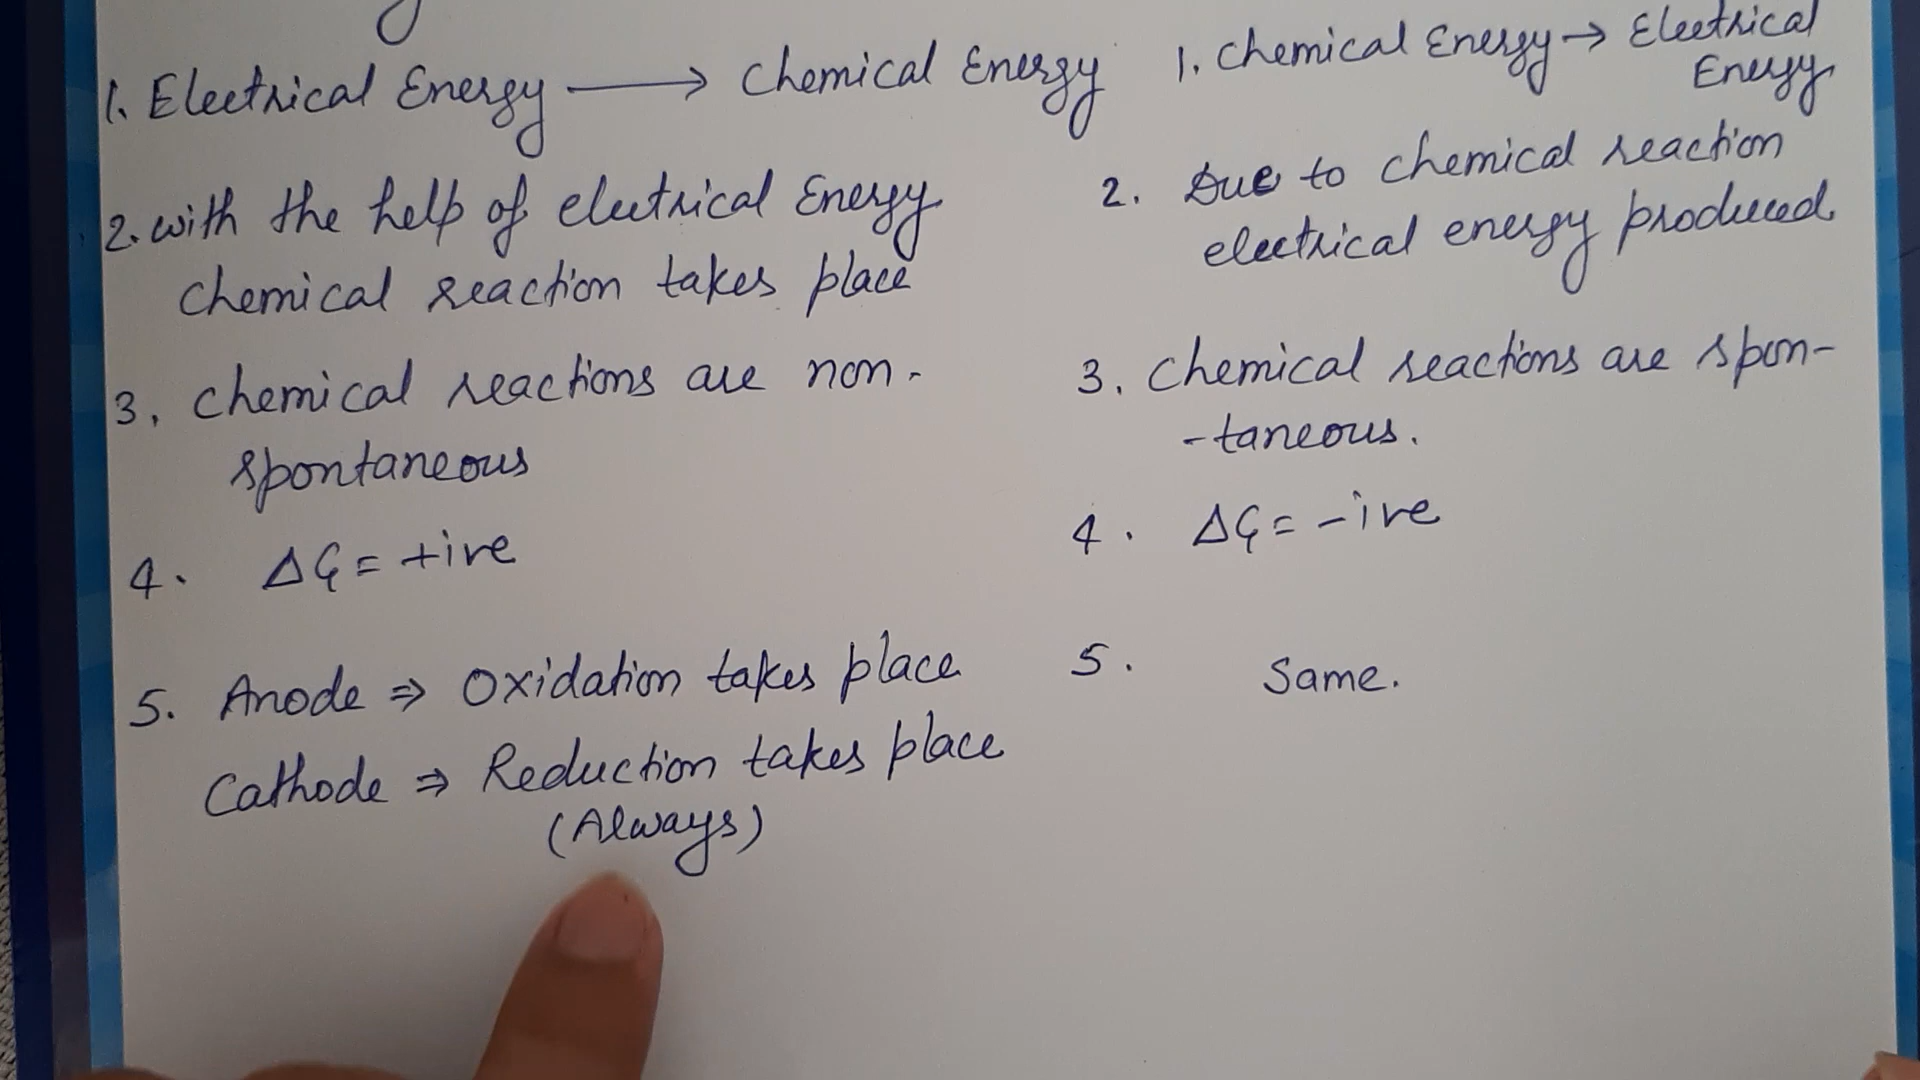 1. Electrical Energy ⟶ Chemical Energy
2. with the help of electrical Energy
chemical reaction takes place
3. chemical reactions are non-
spontaneous
4. ΔG = +ive
5. Anode ⇒ Oxidation takes place
Cathode ⇒ Reduction takes place
(Always)
1. Chemical Energy → Electrical
Energy
2. Due to chemical reaction
electrical energy produced.
3. Chemical reactions are spon-
-taneous.
4. ΔG = -ive
5. Same.